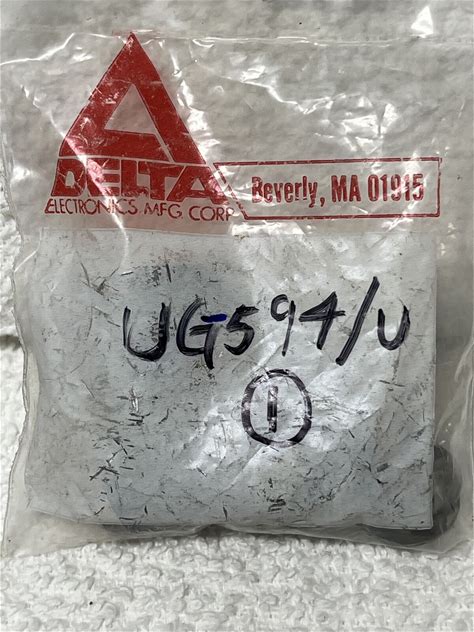 DELTA
ELECTRONICS MFG CORP
Beverly, MA 01915
UG594/U
1